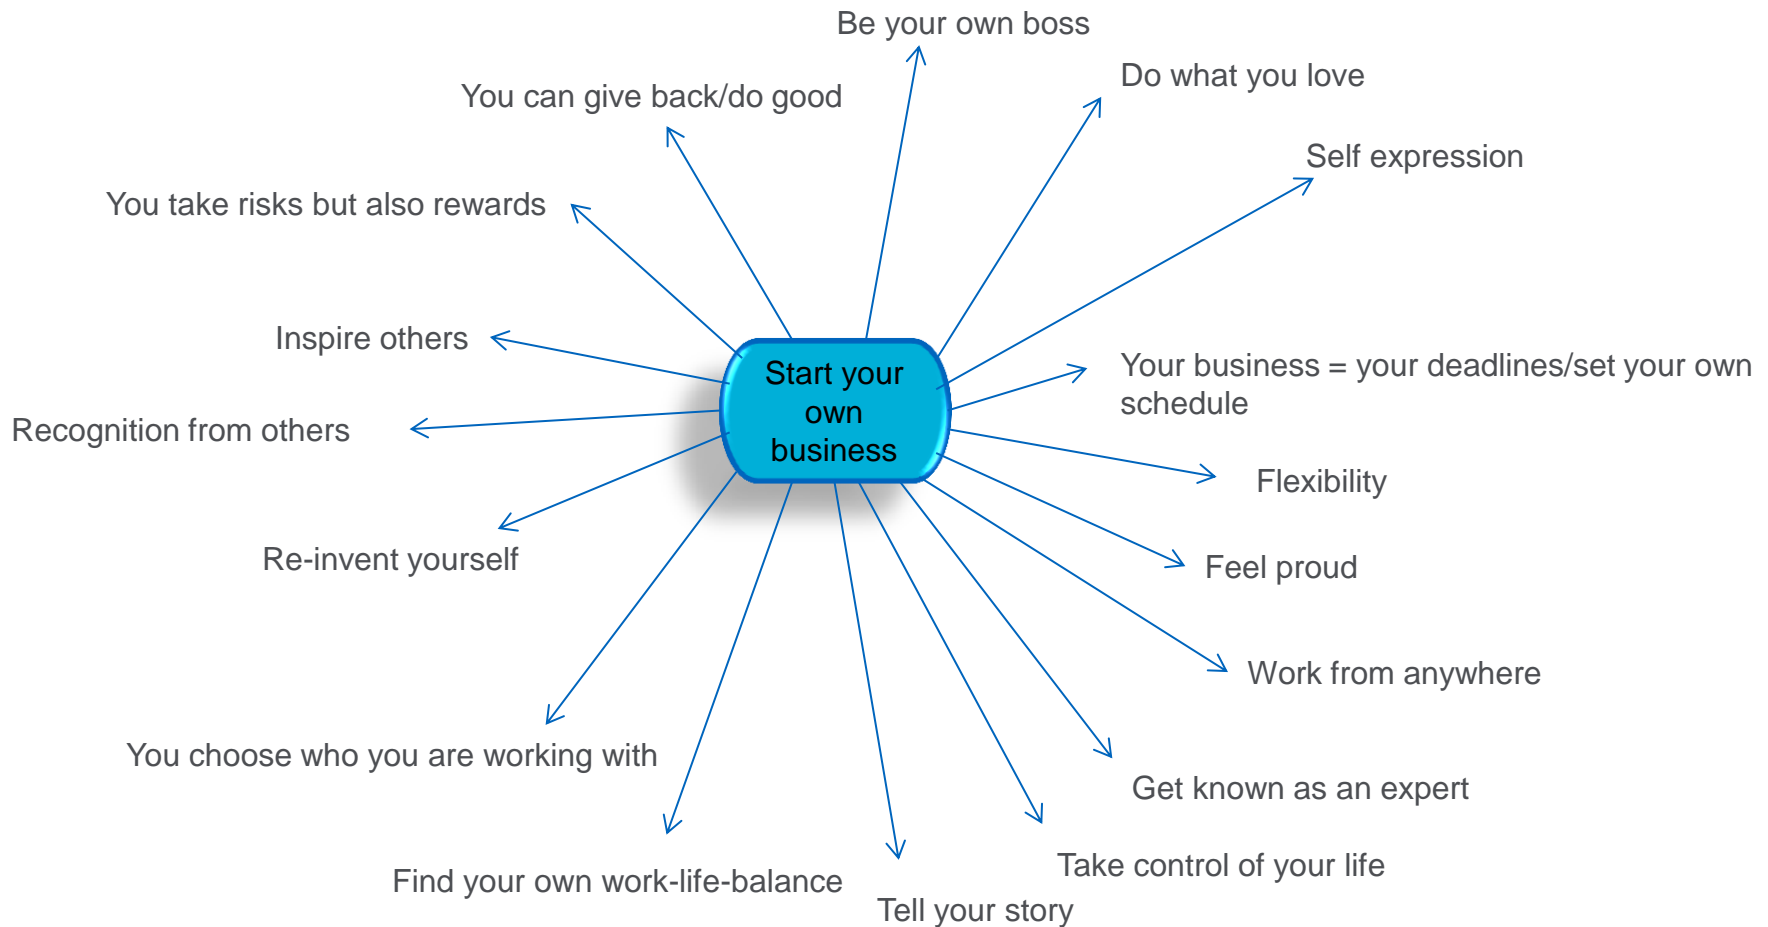 Be your own boss
Do what you love
You can give back/do good
Self expression
You take risks but also rewards
Inspire others
Start your
own
business
Your business = your deadlines/set your own
schedule
Recognition from others
Flexibility
Re-invent yourself
Feel proud
Work from anywhere
You choose who you are working with
Get known as an expert
Take control of your life
Find your own work-life-balance
Tell your story